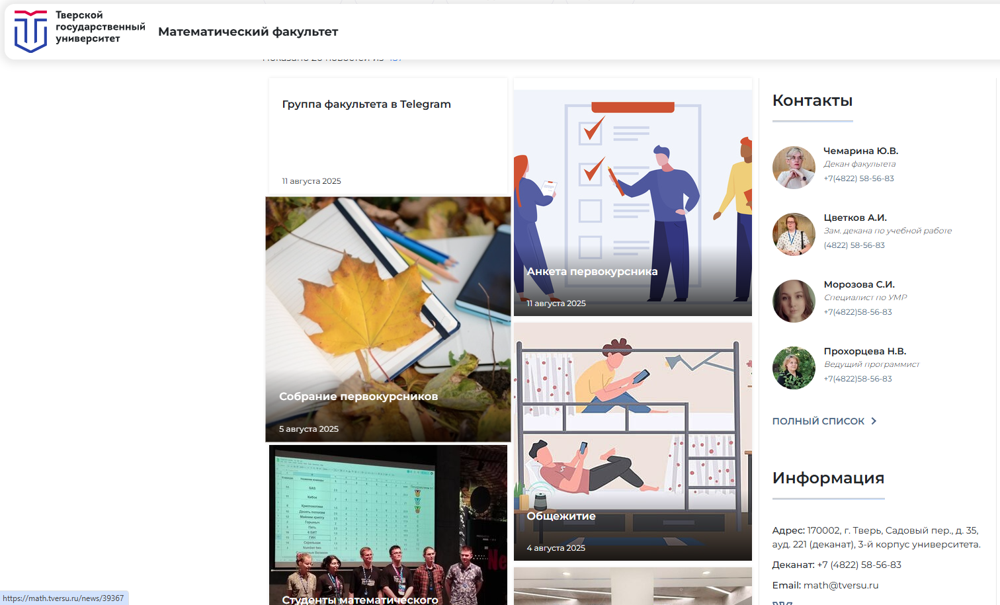 Тверской
государственный
университет
Математический факультет
Группа факультета в Telegram
11 августа 2025
Анкета первокурсника
11 августа 2025
Собрание первокурсников
5 августа 2025
Общежитие
4 августа 2025
Студенты математического
Контакты
Чемарина Ю.В.
Декан факультета
+7(4822) 58-56-83
Цветков А.И.
Зам. декана по учебной работе
(4822) 58-56-83
Морозова С.И.
Специалист по УМР
+7(4822)58-56-83
Прохорцева Н.В.
Ведущий программист
+7(4822)58-56-83
ПОЛНЫЙ СПИСОК
Информация
Адрес: 170002, г. Тверь, Садовый пер., д. 35,
ауд. 221 (деканат), 3-й корпус университета.
Деканат: +7 (4822) 58-56-83
Email: math@tversu.ru
https://math.tversu.ru/news/39367